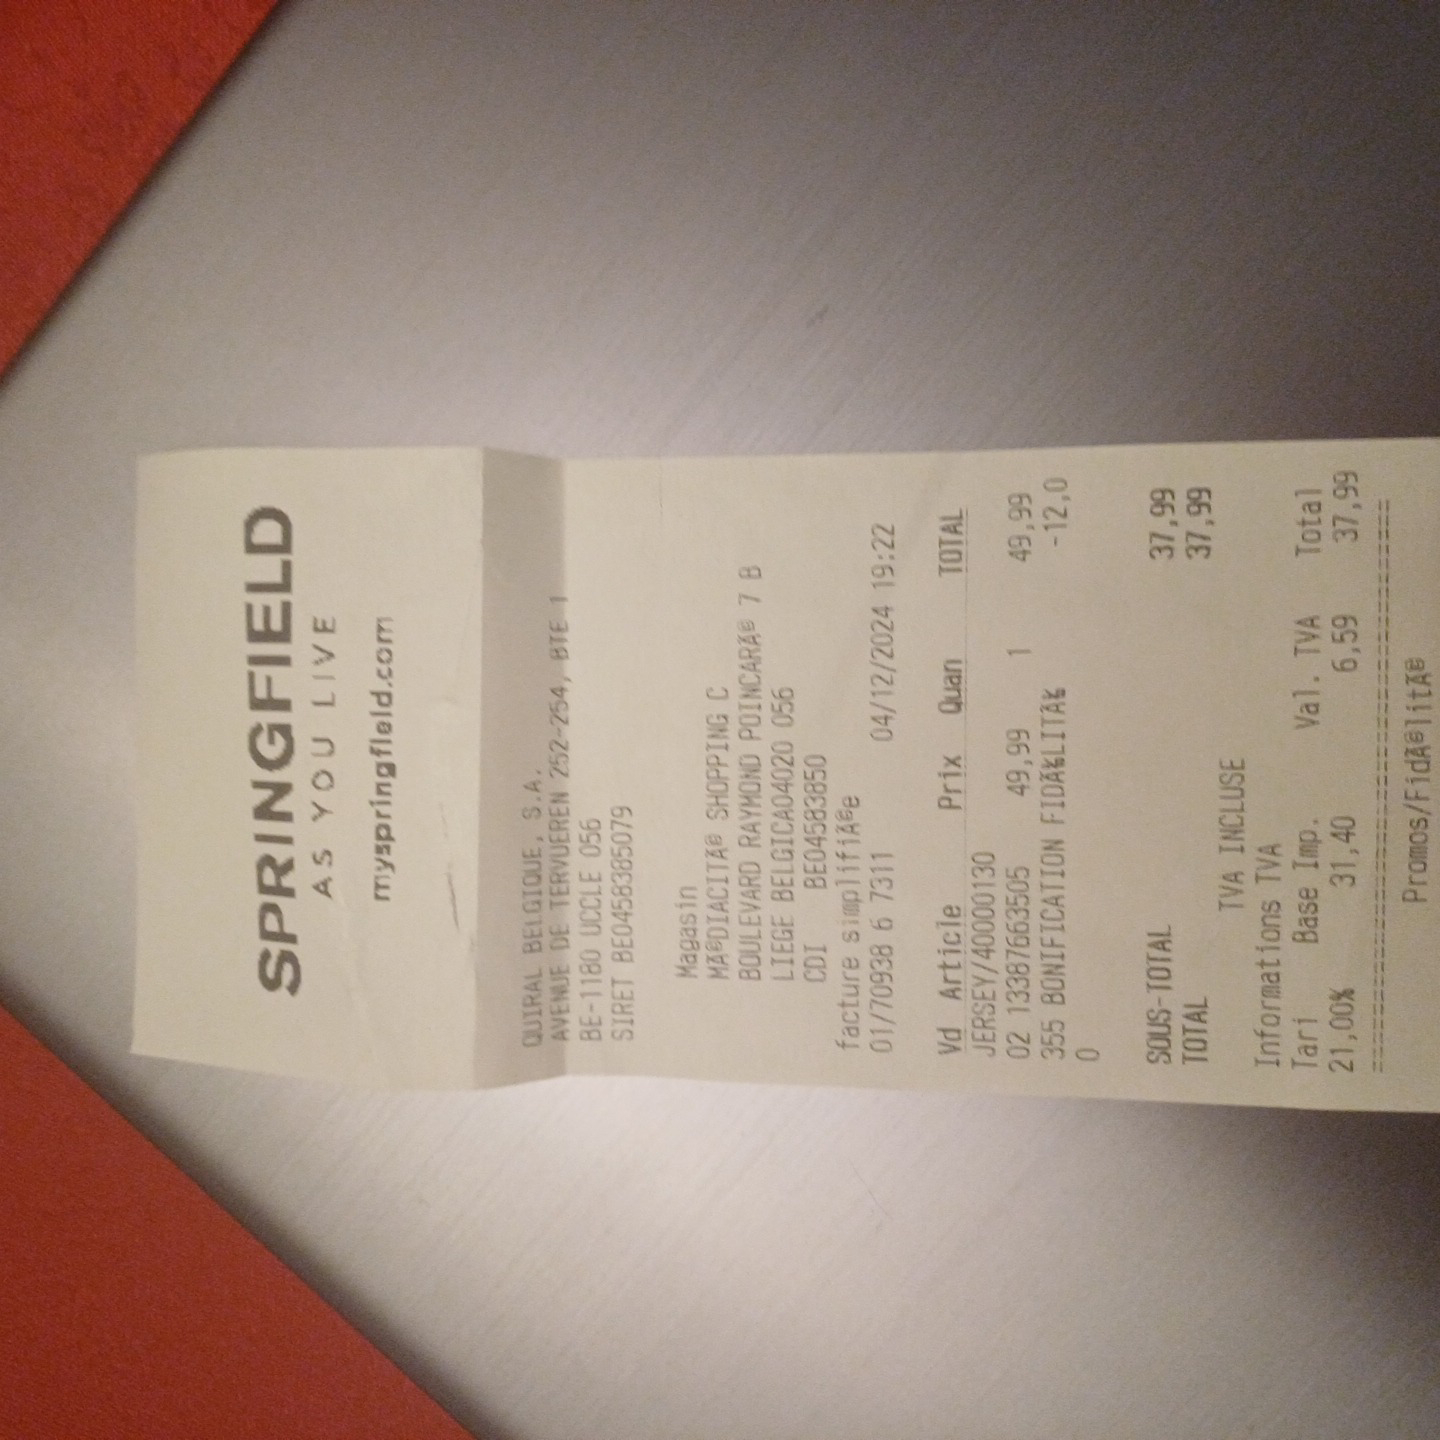 SPRINGFIELD
AS YOU LIVE
myspringfield.com
QUIRAL BELGIQUE, S.A.
AVENUE DE TERVUEREN 252-254, BTE 1
BE-1180 UCCLE 056
SIRET BE0458385079
Magasin
MÃ©DIACITÃ© SHOPPING C
BOULEVARD RAYMOND POINCARÃ© 7 B
LIEGE BELGICA04020 056
CDI BE04583850
facture simplifiÃ©e
01/70938 6 7311 04/12/2024 19:22
Vd Article Prix Quan TOTAL
JERSEY/40000130
02 13387663505 49,99 1 49,99
355 BONIFICATION FIDÃ‰LITÃ‰ -12,0
0
SOUS-TOTAL 37,99
TOTAL 37,99
TVA INCLUSE
Informations TVA
Tari Base Imp. Val. TVA Total
21,00% 31,40 6,59 37,99
Promos/FidÃ©litÃ©